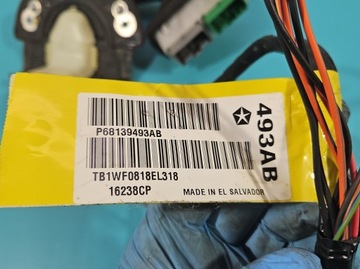 P68139493AB
493AB
TB1WF0818EL318
16238CP
MADE IN EL SALVADOR